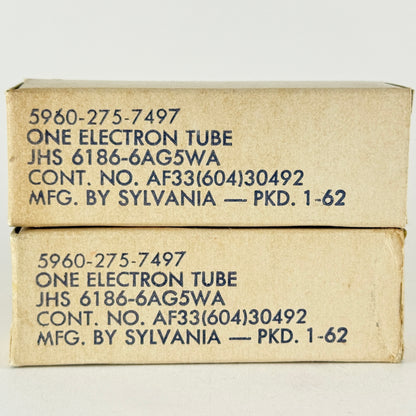 5960-275-7497
ONE ELECTRON TUBE
JHS 6186-6AG5WA
CONT. NO. AF33(604)30492
MFG. BY SYLVANIA — PKD. 1-62
5960-275-7497
ONE ELECTRON TUBE
JHS 6186-6AG5WA
CONT. NO. AF33(604)30492
MFG. BY SYLVANIA — PKD. 1-62